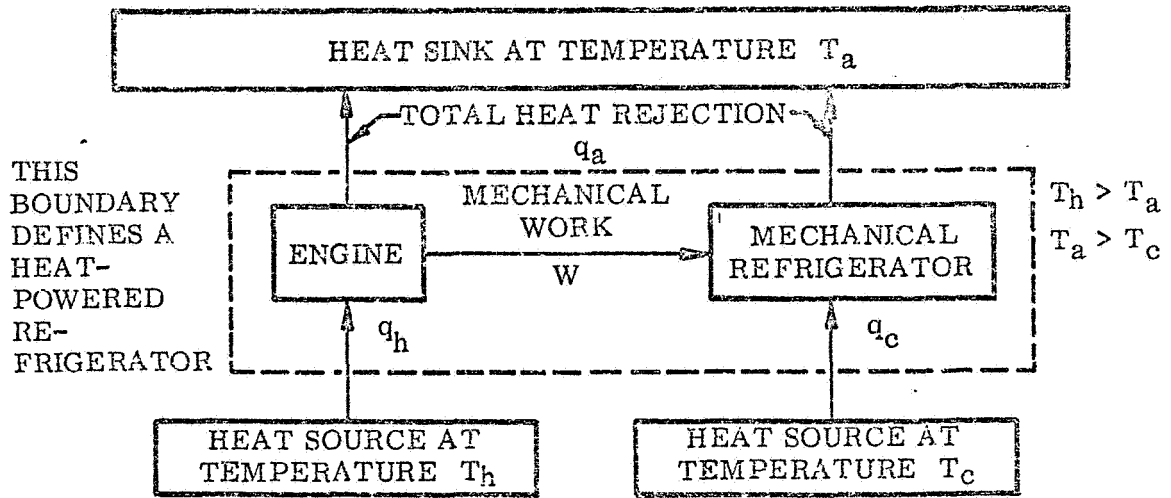 HEAT SINK AT TEMPERATURE Ta
TOTAL HEAT REJECTION
qa
THIS
BOUNDARY
DEFINES A
HEAT-
POWERED
RE-
FRIGERATOR
MECHANICAL
WORK
W
ENGINE
MECHANICAL
REFRIGERATOR
Th > Ta
Ta > Tc
qh
qc
HEAT SOURCE AT
TEMPERATURE Th
HEAT SOURCE AT
TEMPERATURE Tc